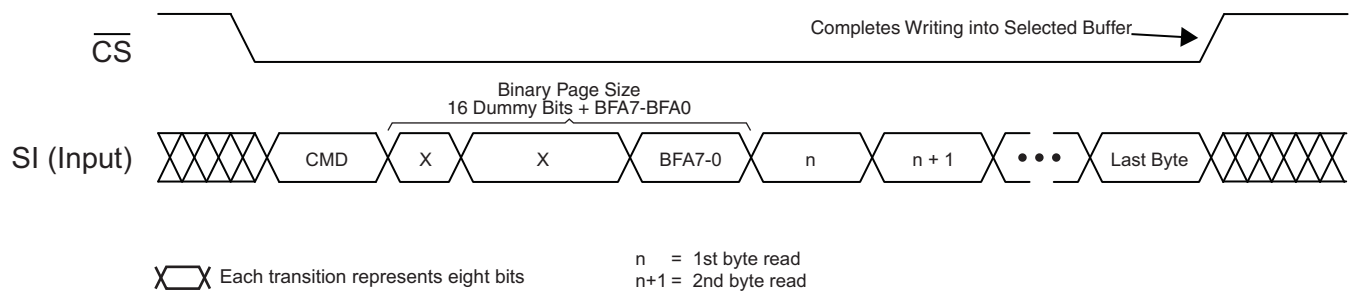 Completes Writing into Selected Buffer
CS
Binary Page Size
16 Dummy Bits + BFA7-BFA0
SI (Input)
CMD X X BFA7-0 n n + 1 ••• Last Byte
Each transition represents eight bits
n = 1st byte read
n+1 = 2nd byte read